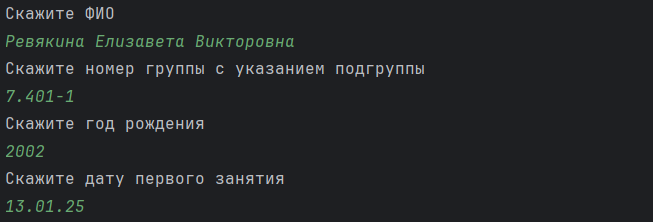 Скажите ФИО
Ревякина Елизавета Викторовна
Скажите номер группы с указанием подгруппы
7.401-1
Скажите год рождения
2002
Скажите дату первого занятия
13.01.25